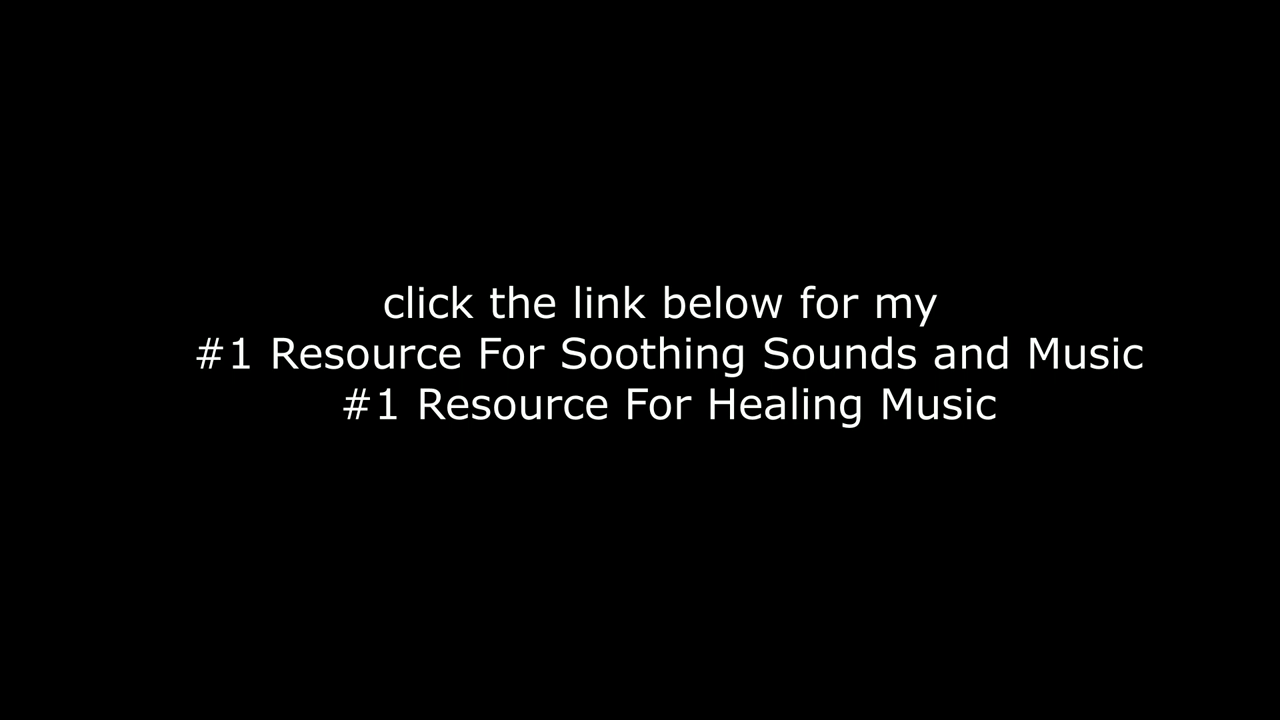 click the link below for my
#1 Resource For Soothing Sounds and Music
#1 Resource For Healing Music